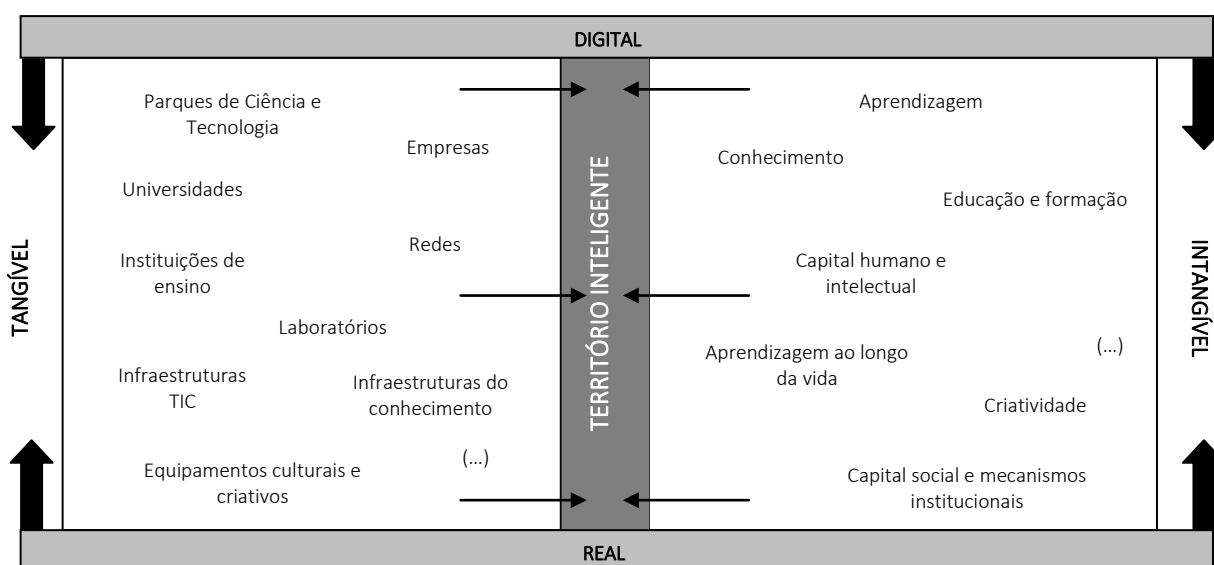 DIGITAL
TANGÍVEL
Parques de Ciência e
Tecnologia
Empresas
Universidades
Redes
Instituições de
ensino
Laboratórios
Infraestruturas
TIC
Infraestruturas do
conhecimento
(...)
Equipamentos culturais e
criativos
TERRITÓRIO INTELIGENTE
Aprendizagem
Conhecimento
Educação e formação
Capital humano e
intelectual
(...)
Aprendizagem ao longo
da vida
Criatividade
Capital social e mecanismos
institucionais
INTANGÍVEL
REAL